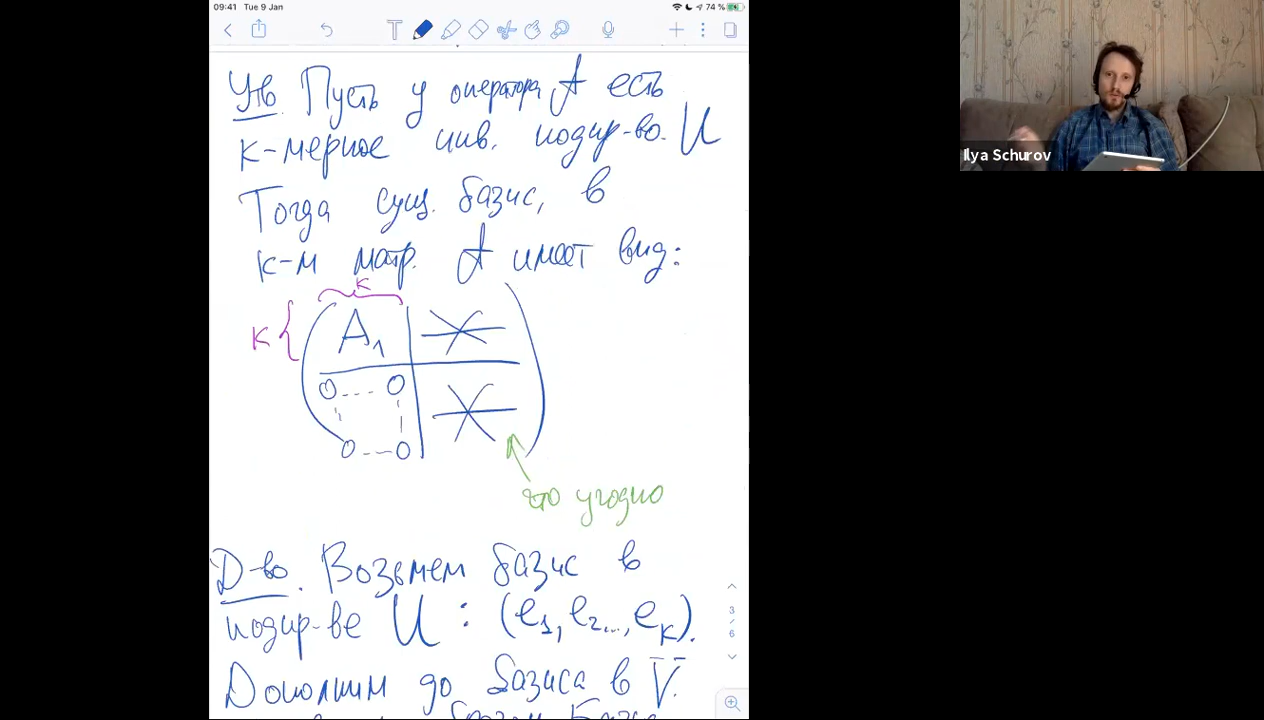 09:41 Tue 9 Jan 74 %
Утв. Пусть у оператора A есть
к-мерное инв. подпр-во. U
Тогда сущ. базис, в
к-м матр. A имеет вид:
к
к { A₁ *
0 --- 0 *
0 -- 0
что угодно
Д-во. Возьмем базис в
подпр-ве U : (e₁, e₂..., eₖ).
Дополним до базиса в V.
3
/
6
Ilya Schurov